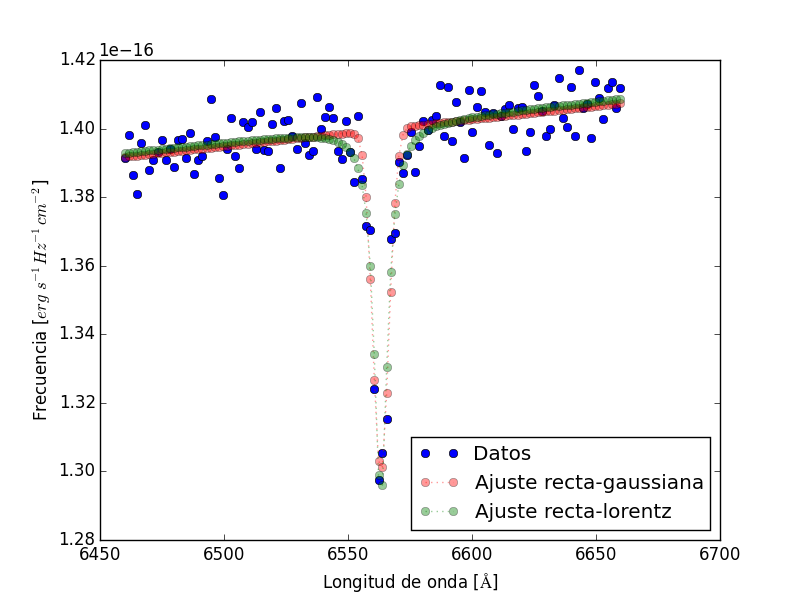 1e−16
1.42
1.40
1.38
1.36
1.34
1.32
1.30
1.28
Frecuencia [erg s⁻¹ Hz⁻¹ cm⁻²]
Datos
Ajuste recta-gaussiana
Ajuste recta-lorentz
6450 6500 6550 6600 6650 6700
Longitud de onda [Å]